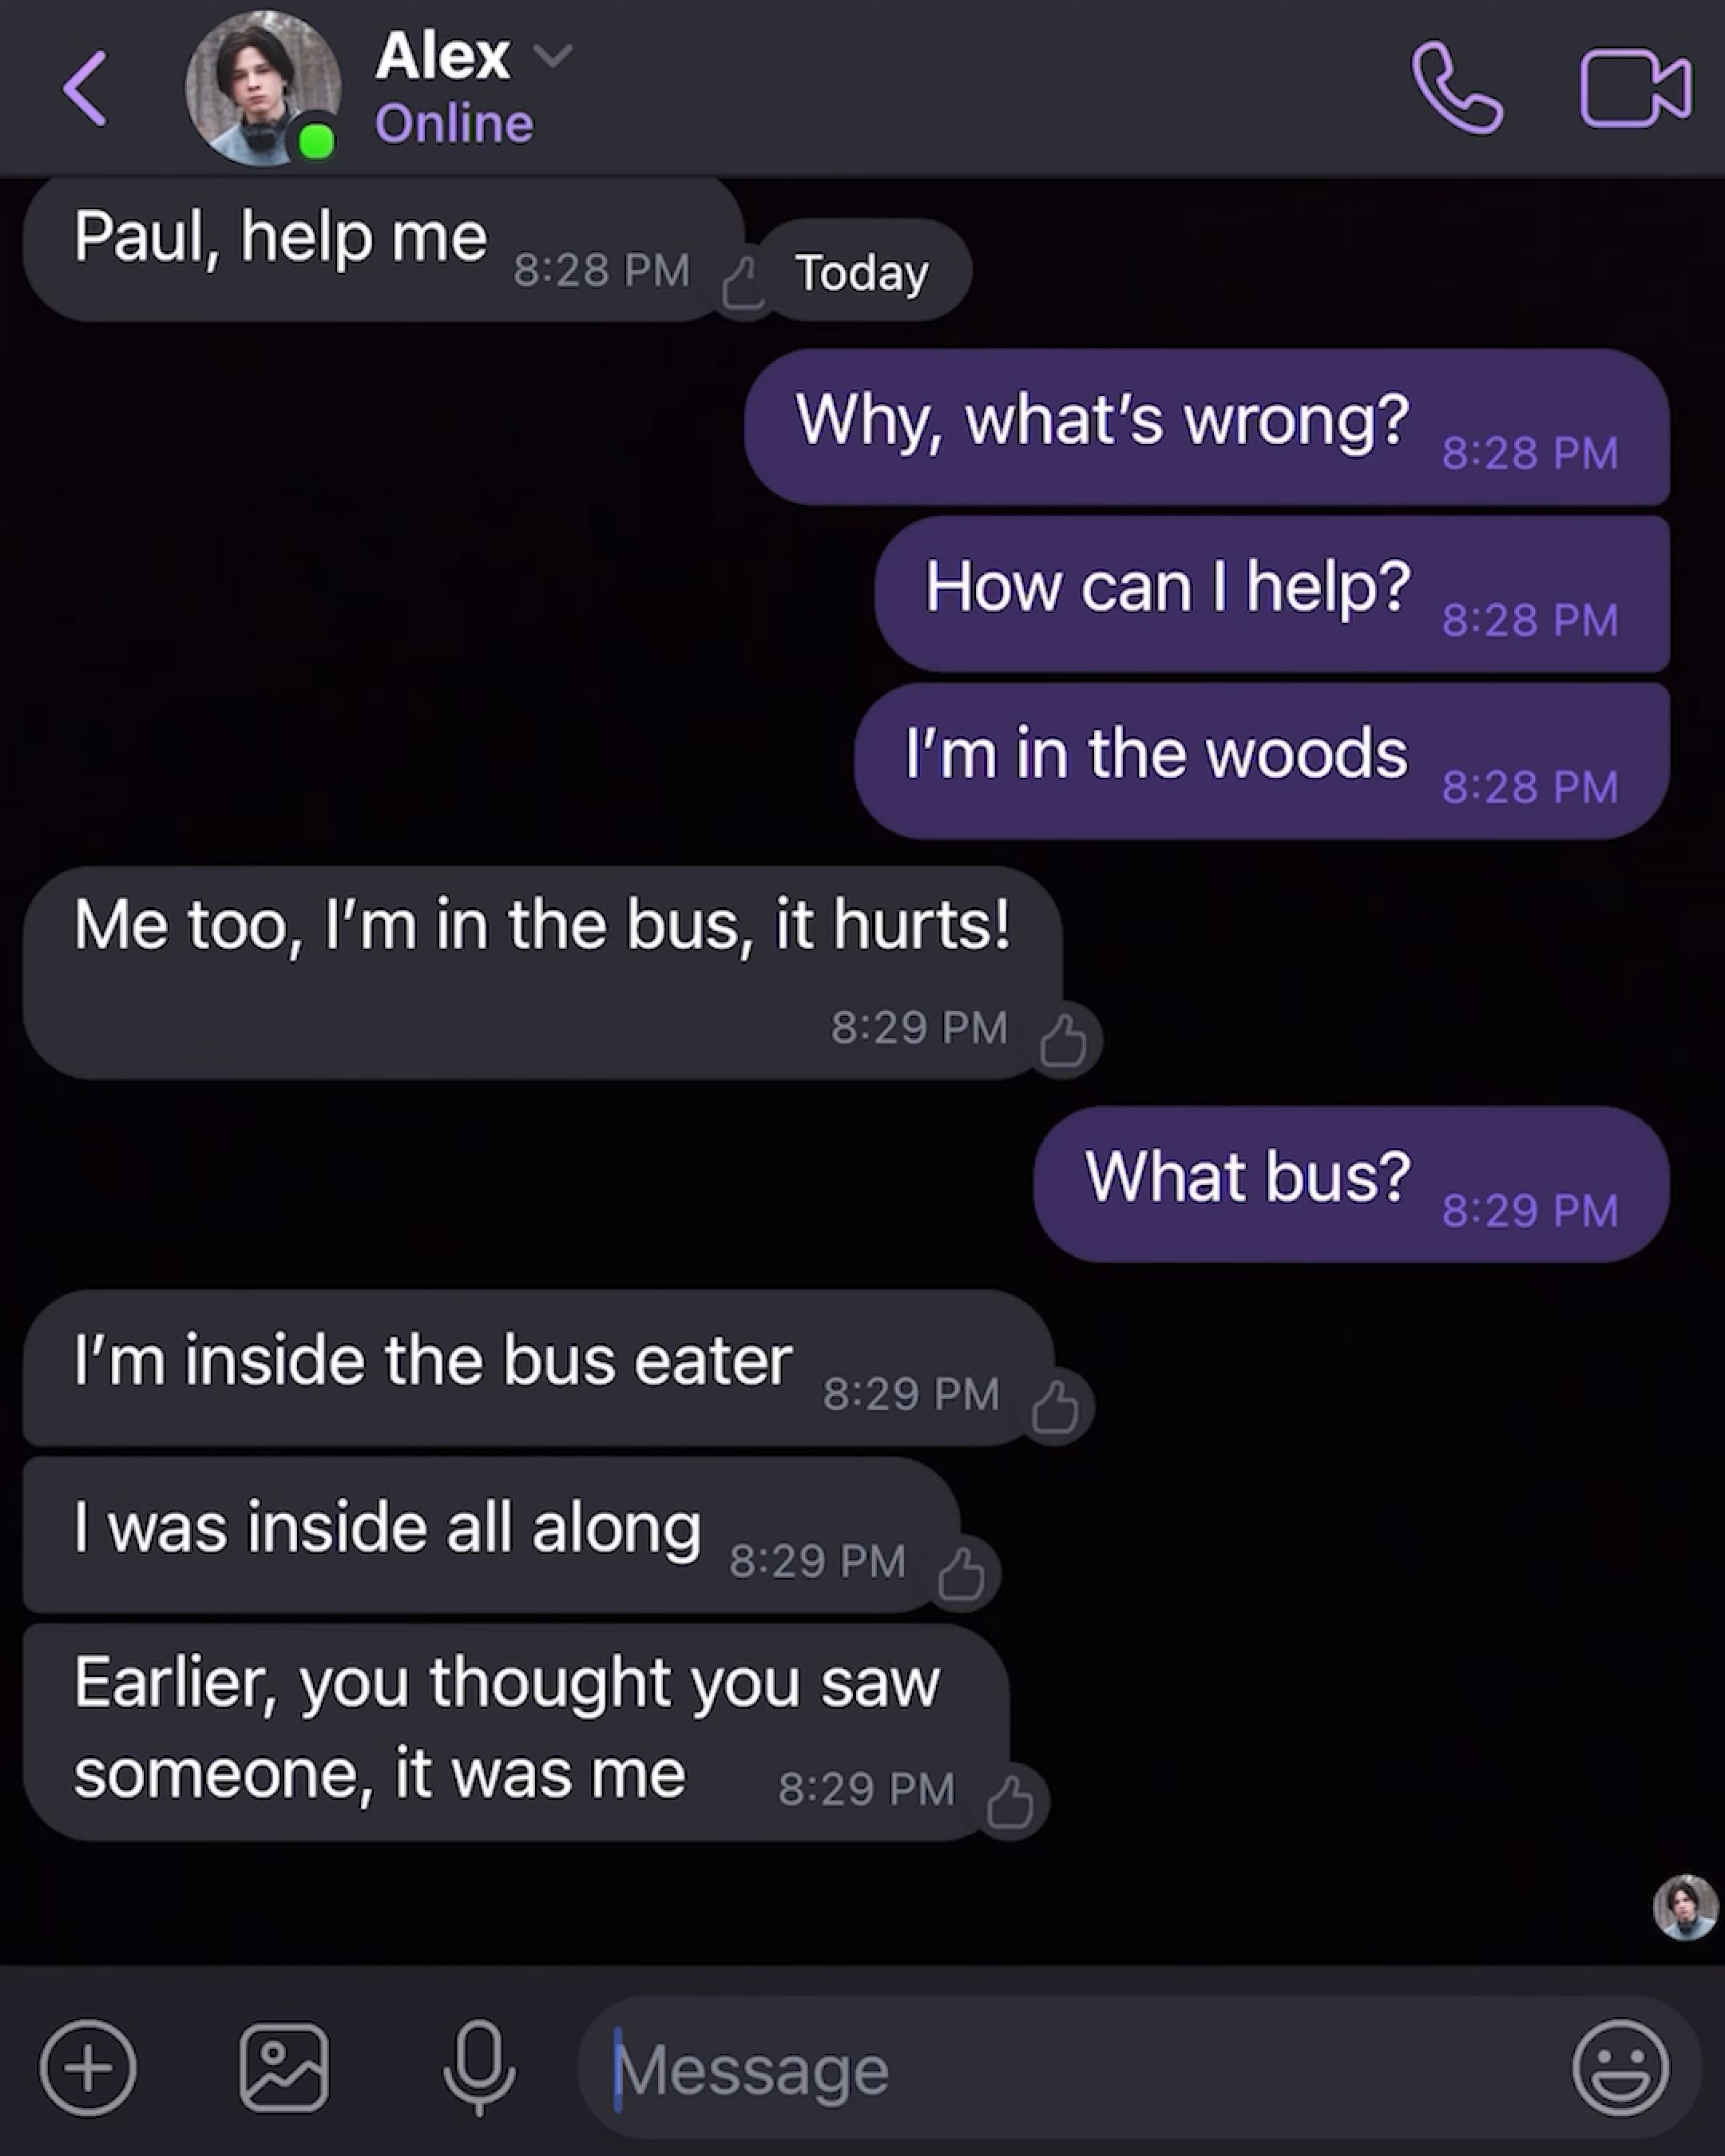 Alex
Online
Paul, help me 8:28 PM
Today
Why, what’s wrong? 8:28 PM
How can I help? 8:28 PM
I’m in the woods 8:28 PM
Me too, I’m in the bus, it hurts!
8:29 PM
What bus? 8:29 PM
I’m inside the bus eater 8:29 PM
I was inside all along 8:29 PM
Earlier, you thought you saw
someone, it was me 8:29 PM
Message